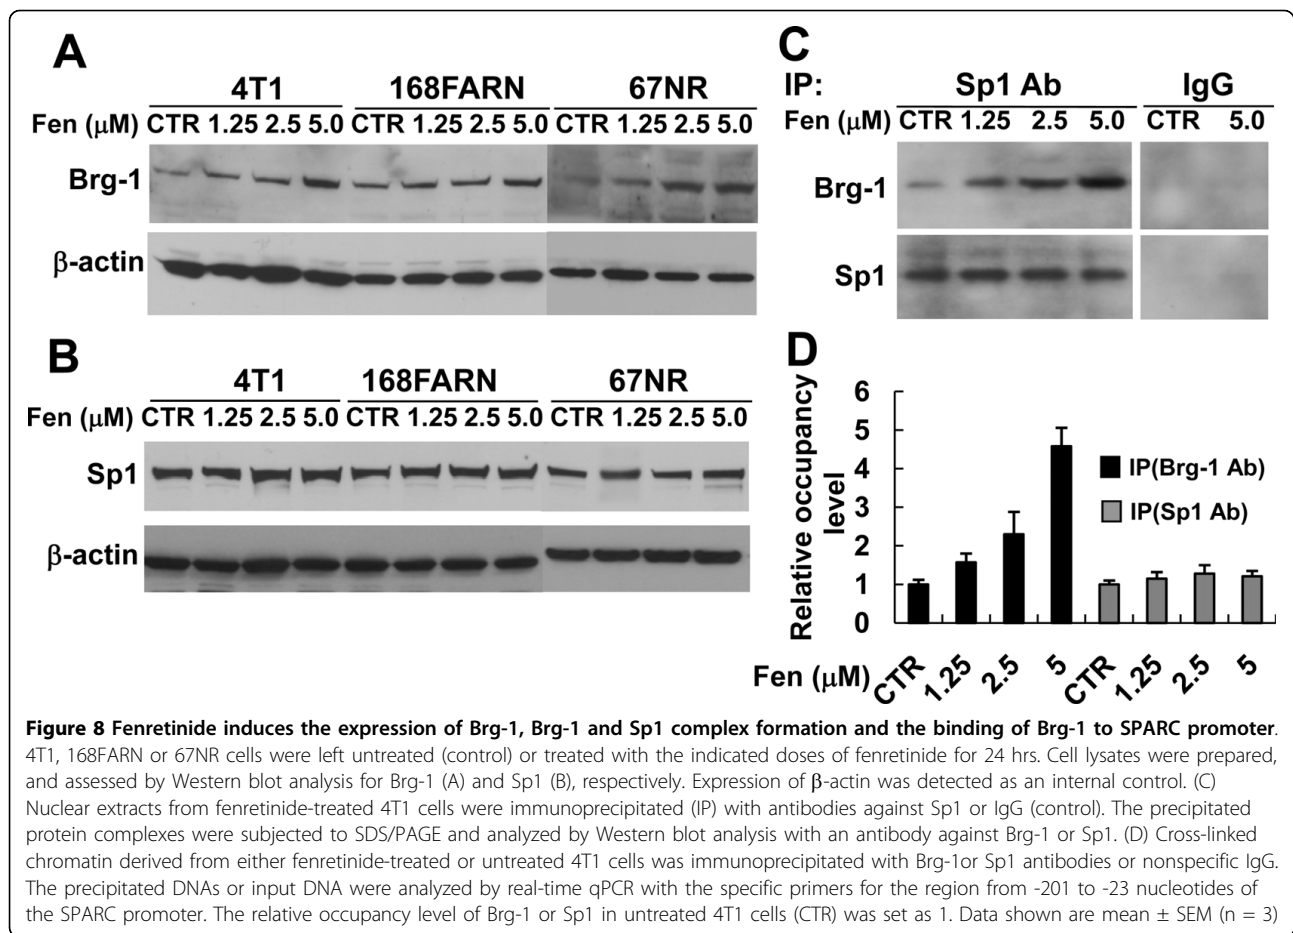 A
4T1 168FARN 67NR
Fen (μM) CTR 1.25 2.5 5.0 CTR 1.25 2.5 5.0 CTR 1.25 2.5 5.0
Brg-1
β-actin
B
4T1 168FARN 67NR
Fen (μM) CTR 1.25 2.5 5.0 CTR 1.25 2.5 5.0 CTR 1.25 2.5 5.0
Sp1
β-actin
C
IP: Sp1 Ab IgG
Fen (μM) CTR 1.25 2.5 5.0 CTR 5.0
Brg-1
Sp1
D
Relative occupancy
level
6
5
4
3
2
1
0
IP(Brg-1 Ab)
IP(Sp1 Ab)
Fen (μM) CTR 1.25 2.5 5 CTR 1.25 2.5 5
Figure 8 Fenretinide induces the expression of Brg-1, Brg-1 and Sp1 complex formation and the binding of Brg-1 to SPARC promoter.
4T1, 168FARN or 67NR cells were left untreated (control) or treated with the indicated doses of fenretinide for 24 hrs. Cell lysates were prepared,
and assessed by Western blot analysis for Brg-1 (A) and Sp1 (B), respectively. Expression of β-actin was detected as an internal control. (C)
Nuclear extracts from fenretinide-treated 4T1 cells were immunoprecipitated (IP) with antibodies against Sp1 or IgG (control). The precipitated
protein complexes were subjected to SDS/PAGE and analyzed by Western blot analysis with an antibody against Brg-1 or Sp1. (D) Cross-linked
chromatin derived from either fenretinide-treated or untreated 4T1 cells was immunoprecipitated with Brg-1or Sp1 antibodies or nonspecific IgG.
The precipitated DNAs or input DNA were analyzed by real-time qPCR with the specific primers for the region from -201 to -23 nucleotides of
the SPARC promoter. The relative occupancy level of Brg-1 or Sp1 in untreated 4T1 cells (CTR) was set as 1. Data shown are mean ± SEM (n = 3)